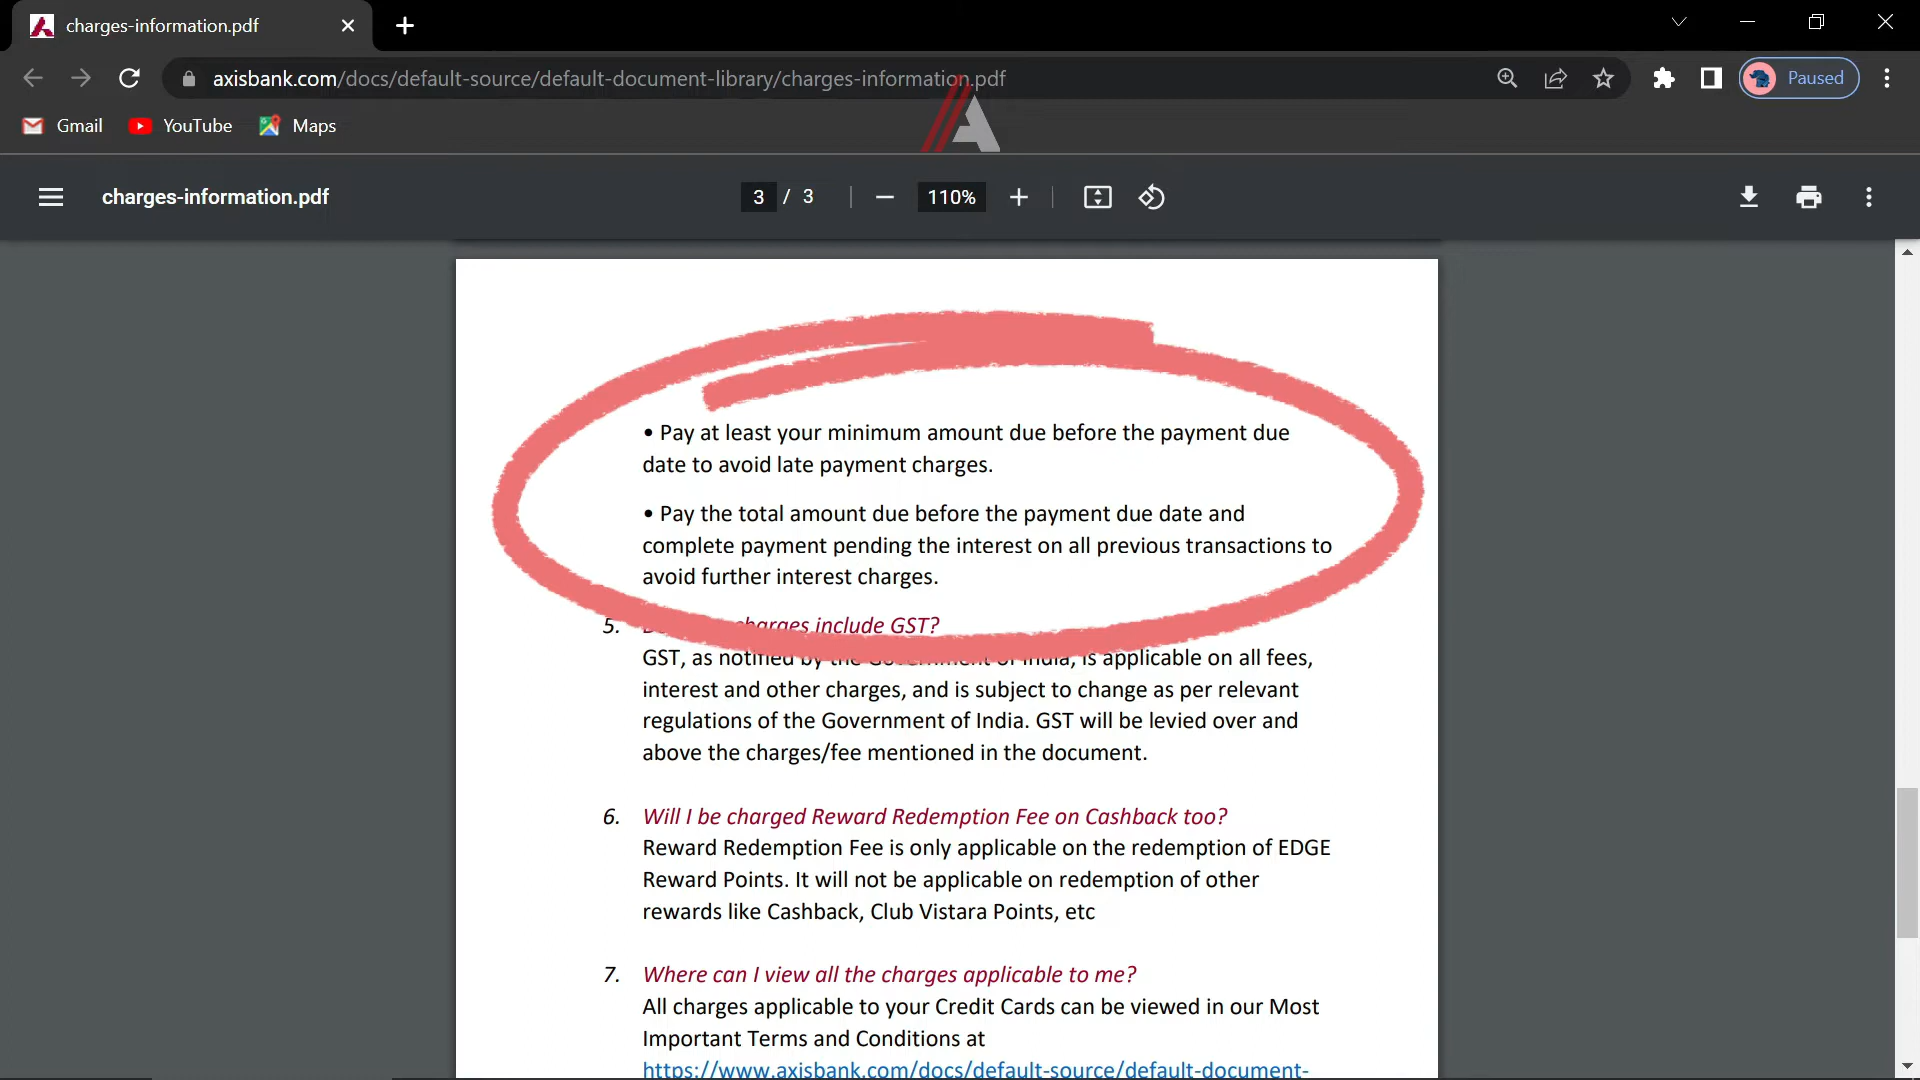 charges-information.pdf
axisbank.com/docs/default-source/default-document-library/charges-information.pdf
Paused
Gmail
YouTube
Maps
charges-information.pdf
3 / 3
110%
• Pay at least your minimum amount due before the payment due
date to avoid late payment charges.
• Pay the total amount due before the payment due date and
complete payment pending the interest on all previous transactions to
avoid further interest charges.
5. charges include GST?
GST, as notified by the Government of India, is applicable on all fees,
interest and other charges, and is subject to change as per relevant
regulations of the Government of India. GST will be levied over and
above the charges/fee mentioned in the document.
6. Will I be charged Reward Redemption Fee on Cashback too?
Reward Redemption Fee is only applicable on the redemption of EDGE
Reward Points. It will not be applicable on redemption of other
rewards like Cashback, Club Vistara Points, etc
7. Where can I view all the charges applicable to me?
All charges applicable to your Credit Cards can be viewed in our Most
Important Terms and Conditions at
https://www.axisbank.com/docs/default-source/default-document-